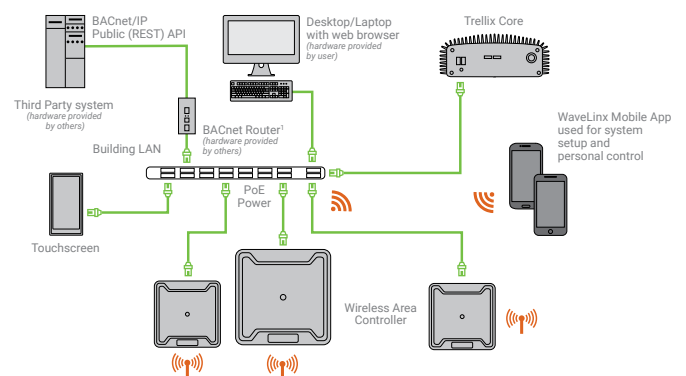 BACnet/IP
Public (REST) API
Desktop/Laptop
with web browser
(hardware provided
by user)
Trellix Core
Third Party system
(hardware provided
by others)
BACnet Router¹
(hardware provided
by others)
Building LAN
PoE
Power
WaveLinx Mobile App
used for system
setup and
personal control
Touchscreen
Wireless Area
Controller